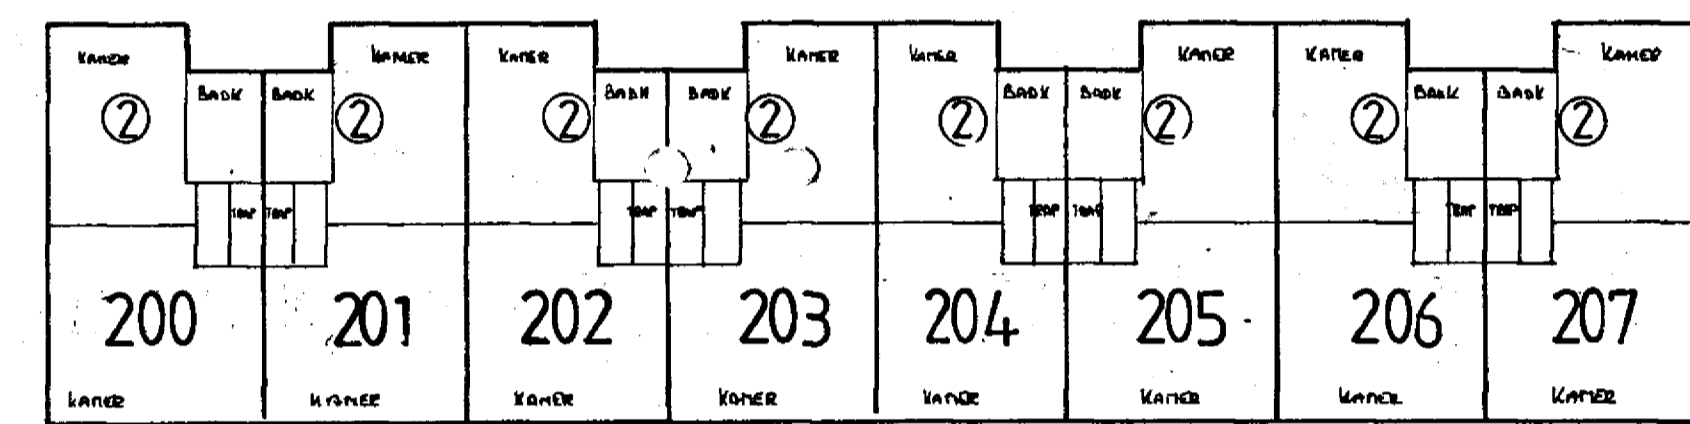 KAMER KAMER KAMER KAMER KAMER KAMER KAMER KAMER
BADK BADK BADK BADK BADK BADK BADK BADK
2 2 2 2 2 2 2 2
TRAP TRAP TRAP TRAP TRAP TRAP TRAP TRAP
200 201 202 203 204 205 206 207
KAMER KAMER KAMER KAMER KAMER KAMER KAMER KAMER